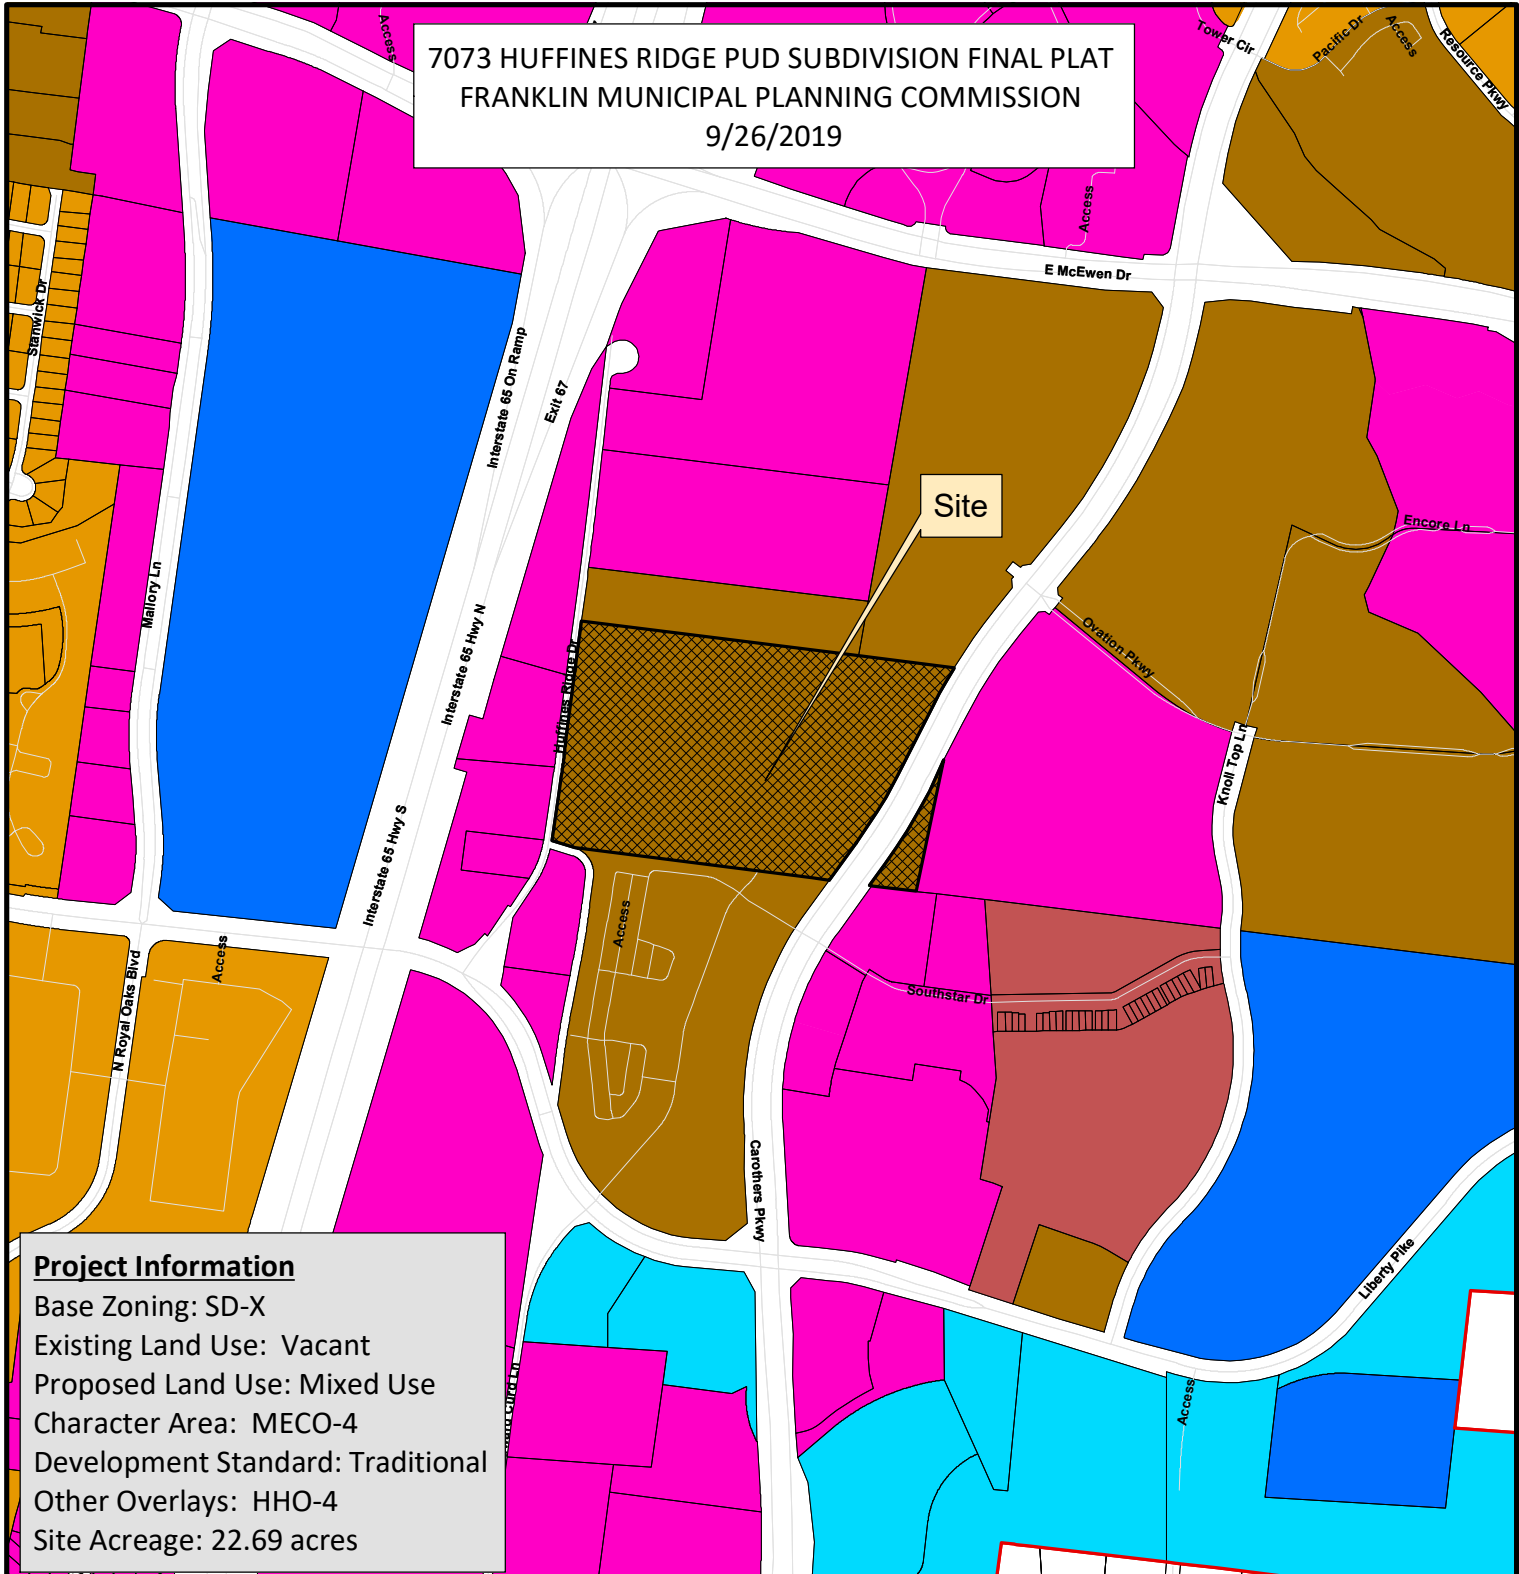 7073 HUFFINES RIDGE PUD SUBDIVISION FINAL PLAT
FRANKLIN MUNICIPAL PLANNING COMMISSION
9/26/2019
Access
Tower Cir
Pacific Dr
Access
Resource Pkwy
Access
E McEwen Dr
Stanwick Dr
Interstate 65 On Ramp
Exit 67
Site
Encore Ln
Mallory Ln
Interstate 65 Hwy N
Huffines Ridge Dr
Ovation Pkwy
Knoll Top Ln
Interstate 65 Hwy S
Access
Access
N Royal Oaks Blvd
Southstar Dr
Carothers Pkwy
Liberty Pike
Access
Project Information
Base Zoning: SD-X
Existing Land Use: Vacant
Proposed Land Use: Mixed Use
Character Area: MECO-4
Development Standard: Traditional
Other Overlays: HHO-4
Site Acreage: 22.69 acres